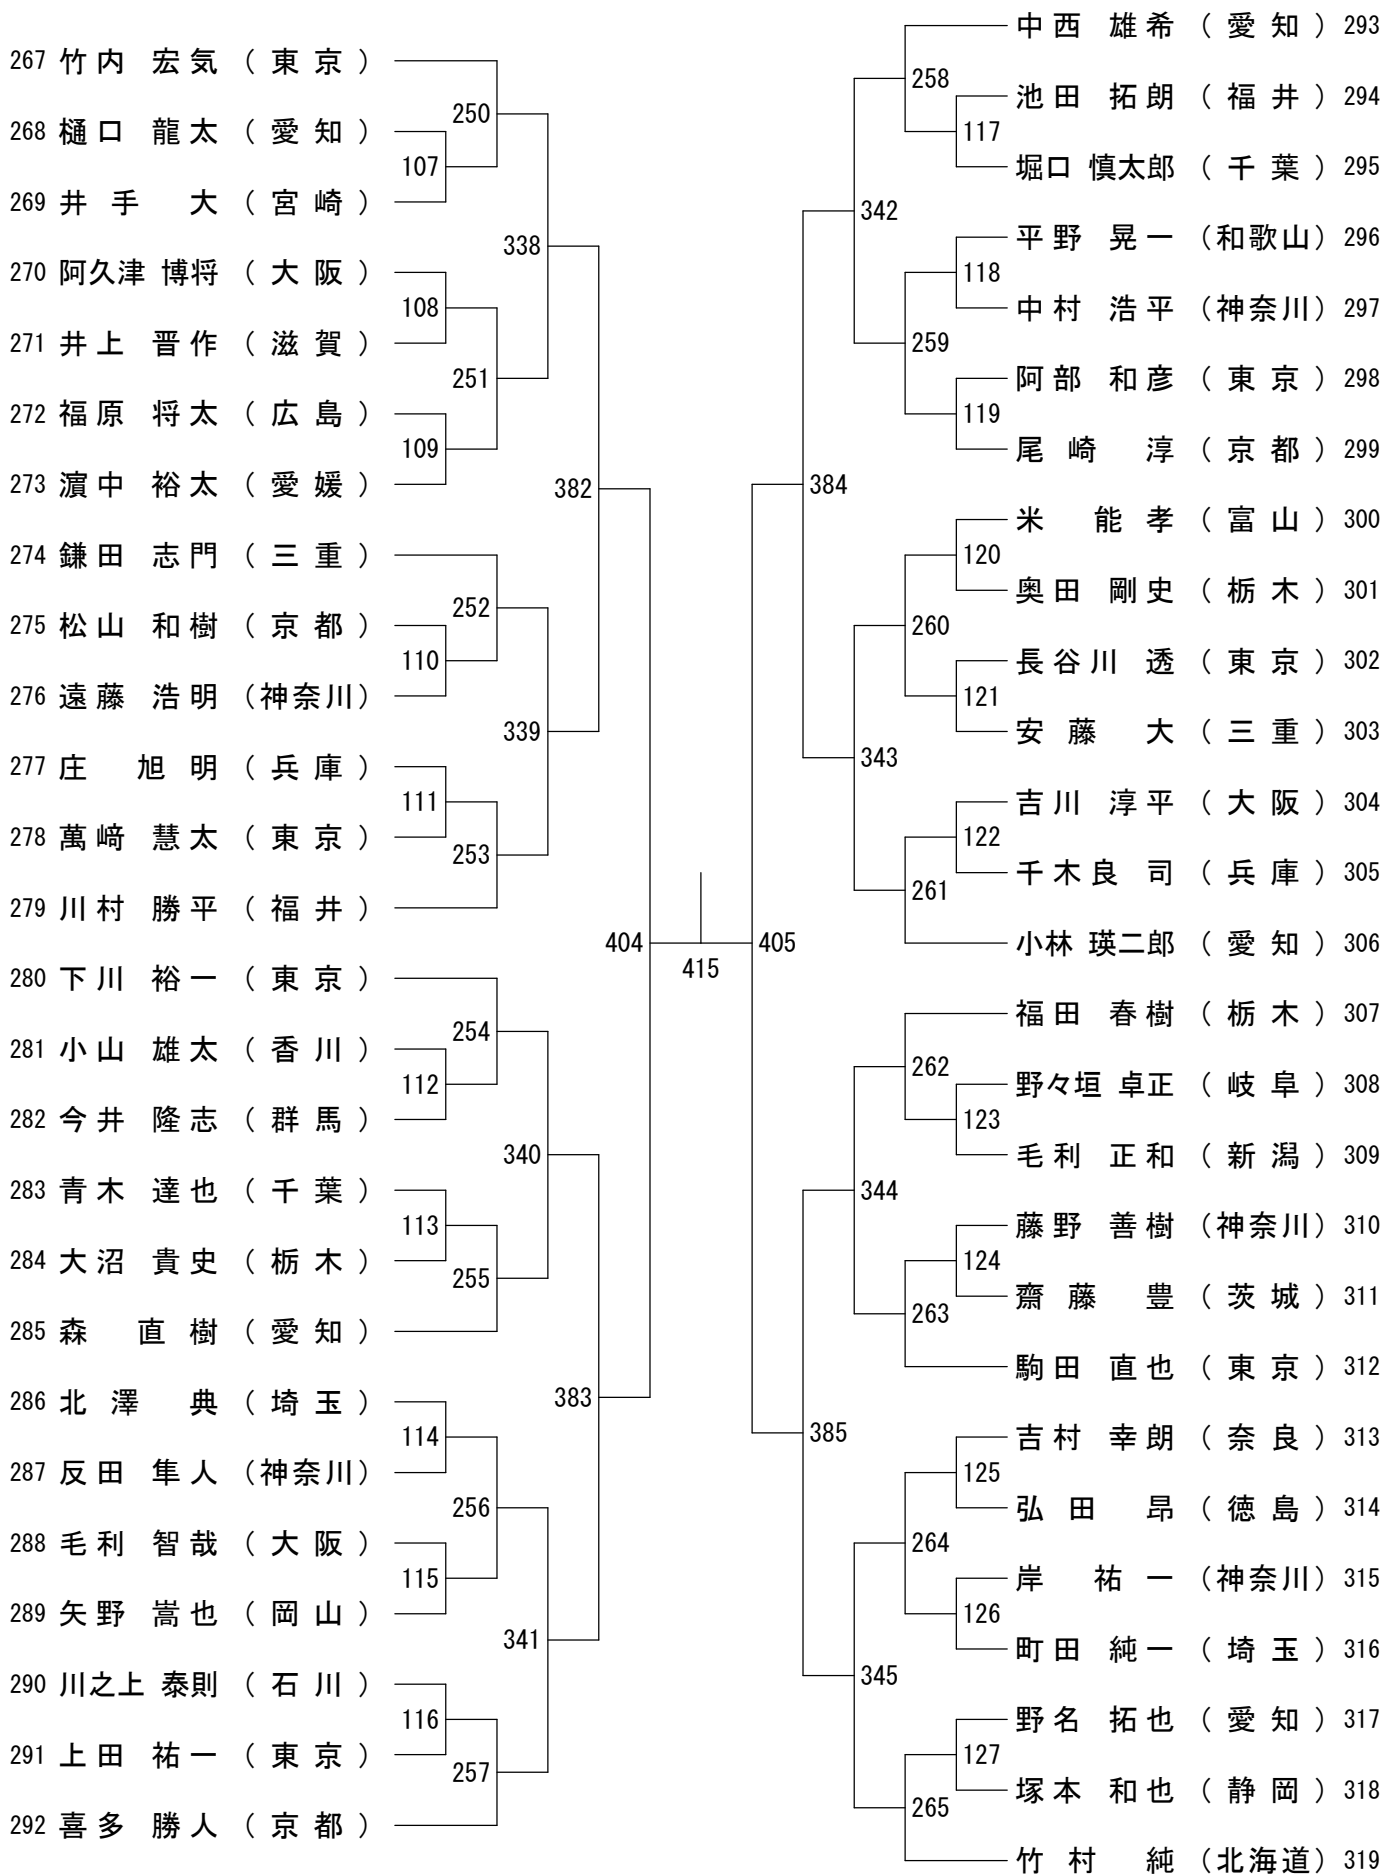 267 竹内 宏気 (東京)
268 樋口 龍太 (愛知)
269 井手 大 (宮崎)
270 阿久津 博将 (大阪)
271 井上 晋作 (滋賀)
272 福原 将太 (広島)
273 濵中 裕太 (愛媛)
274 鎌田 志門 (三重)
275 松山 和樹 (京都)
276 遠藤 浩明 (神奈川)
277 庄 旭明 (兵庫)
278 萬﨑 慧太 (東京)
279 川村 勝平 (福井)
280 下川 裕一 (東京)
281 小山 雄太 (香川)
282 今井 隆志 (群馬)
283 青木 達也 (千葉)
284 大沼 貴史 (栃木)
285 森 直樹 (愛知)
286 北澤 典 (埼玉)
287 反田 隼人 (神奈川)
288 毛利 智哉 (大阪)
289 矢野 嵩也 (岡山)
290 川之上 泰則 (石川)
291 上田 祐一 (東京)
292 喜多 勝人 (京都)
107
108
109
110
111
112
113
114
115
116
250
251
252
253
254
255
256
257
338
339
340
341
382
383
404
415
405
384
385
342
343
344
345
258
259
260
261
262
263
264
265
117
118
119
120
121
122
123
124
125
126
127
中西 雄希 (愛知) 293
池田 拓朗 (福井) 294
堀口 慎太郎 (千葉) 295
平野 晃一 (和歌山) 296
中村 浩平 (神奈川) 297
阿部 和彦 (東京) 298
尾崎 淳 (京都) 299
米 能孝 (富山) 300
奥田 剛史 (栃木) 301
長谷川 透 (東京) 302
安藤 大 (三重) 303
吉川 淳平 (大阪) 304
千木良 司 (兵庫) 305
小林 瑛二郎 (愛知) 306
福田 春樹 (栃木) 307
野々垣 卓正 (岐阜) 308
毛利 正和 (新潟) 309
藤野 善樹 (神奈川) 310
齋藤 豊 (茨城) 311
駒田 直也 (東京) 312
吉村 幸朗 (奈良) 313
弘田 昂 (徳島) 314
岸 祐一 (神奈川) 315
町田 純一 (埼玉) 316
野名 拓也 (愛知) 317
塚本 和也 (静岡) 318
竹村 純 (北海道) 319